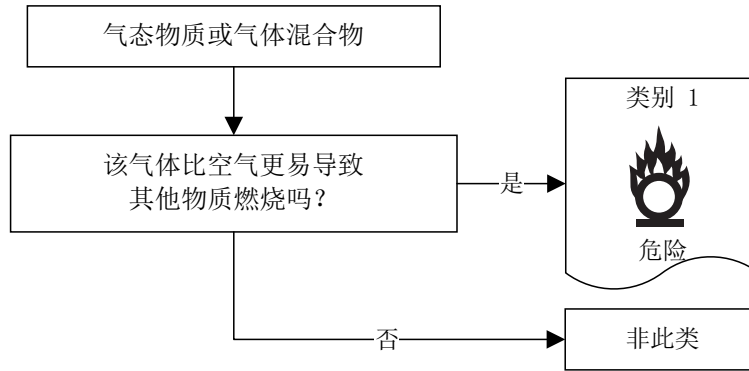 气态物质或气体混合物
该气体比空气更易导致
其他物质燃烧吗?
是
类别 1
危险
否
非此类